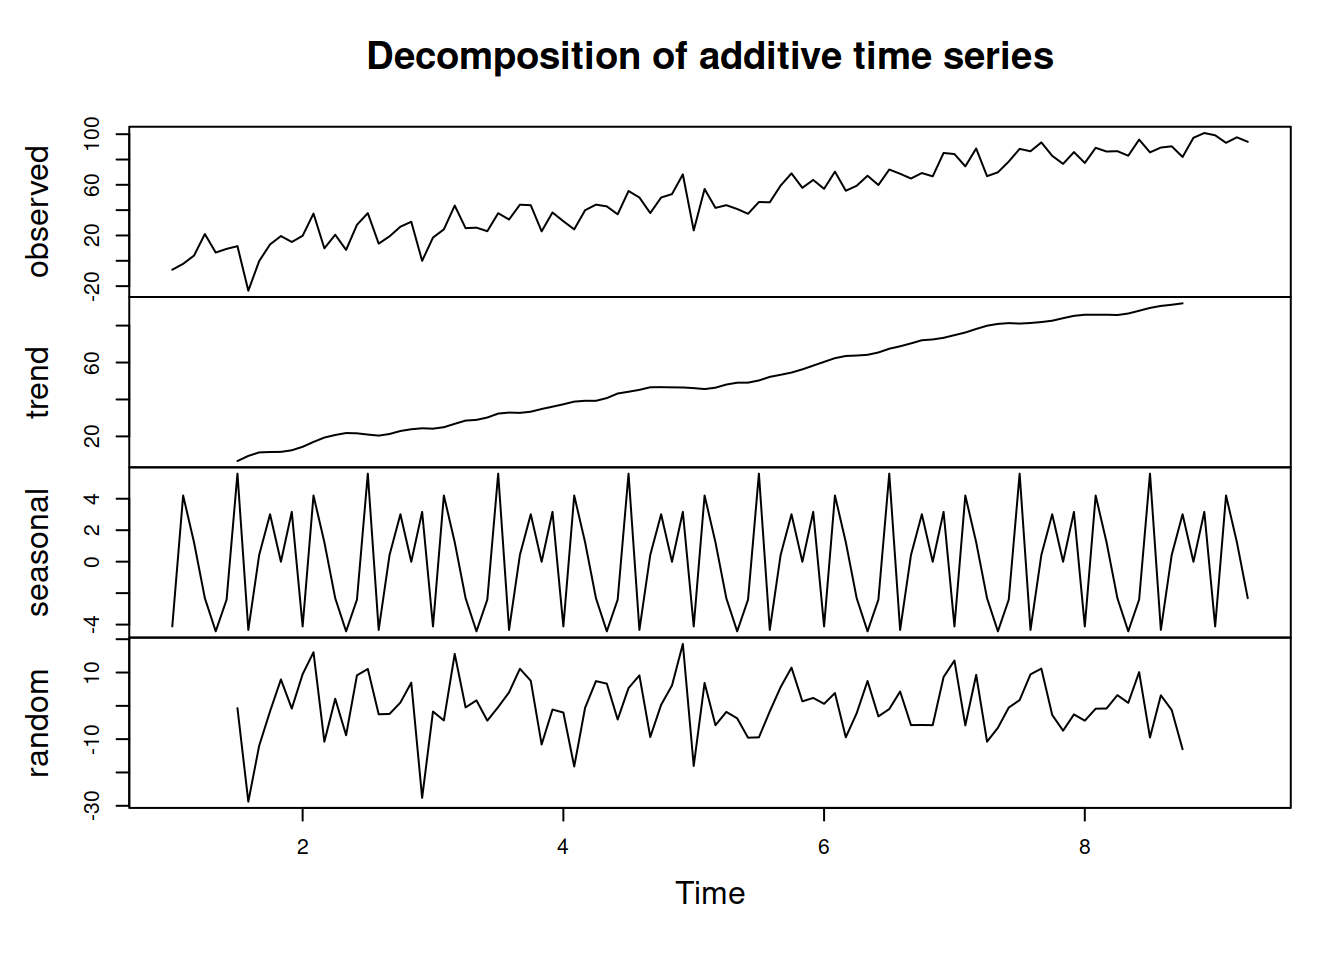 Decomposition of additive time series
observed
-20 20 60 100
trend
20 60
seasonal
-4 0 2 4
random
-30 -10 10
2 4 6 8
Time